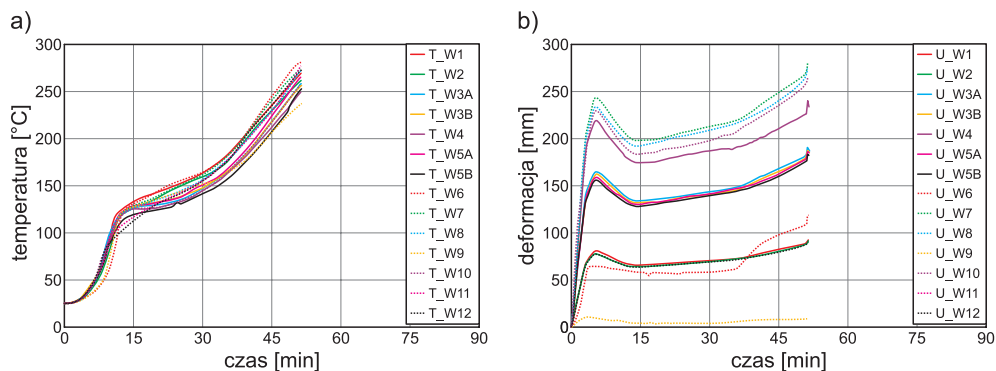 a)
temperatura [°C]
300
250
200
150
100
50
0
0 15 30 45 60 75 90
czas [min]
T_W1
T_W2
T_W3A
T_W3B
T_W4
T_W5A
T_W5B
T_W6
T_W7
T_W8
T_W9
T_W10
T_W11
T_W12
b)
deformacja [mm]
300
250
200
150
100
50
0
0 15 30 45 60 75 90
czas [min]
U_W1
U_W2
U_W3A
U_W3B
U_W4
U_W5A
U_W5B
U_W6
U_W7
U_W8
U_W9
U_W10
U_W11
U_W12